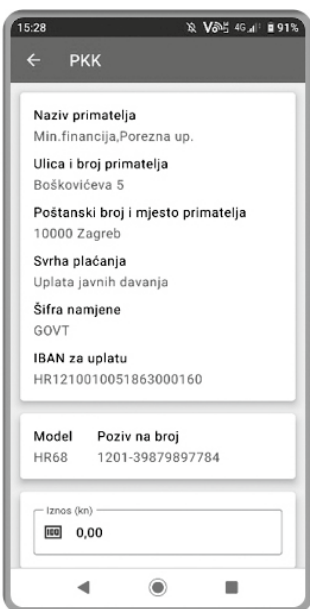 15:28 4G 91%
PKK
Naziv primatelja
Min.financija,Porezna up.
Ulica i broj primatelja
Boškovićeva 5
Poštanski broj i mjesto primatelja
10000 Zagreb
Svrha plaćanja
Uplata javnih davanja
Šifra namjene
GOVT
IBAN za uplatu
HR1210010051863000160
Model Poziv na broj
HR68 1201-39879897784
Iznos (kn)
0,00